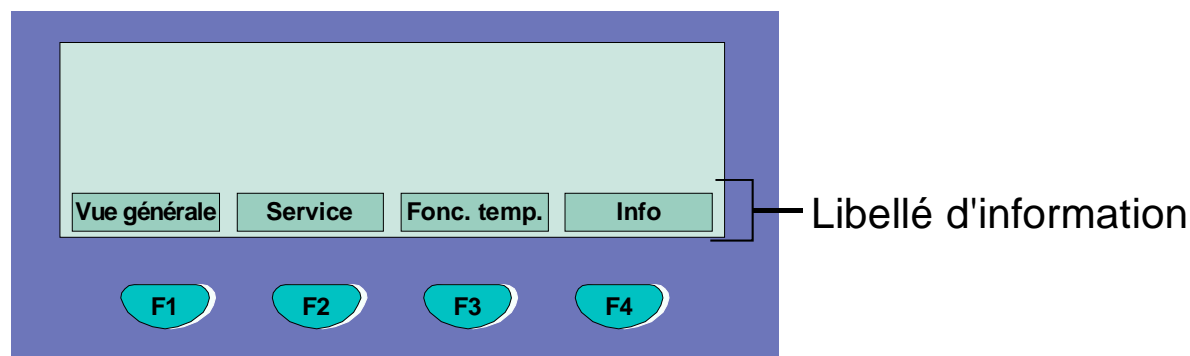 Vue générale Service Fonc. temp. Info
Libellé d'information
F1 F2 F3 F4